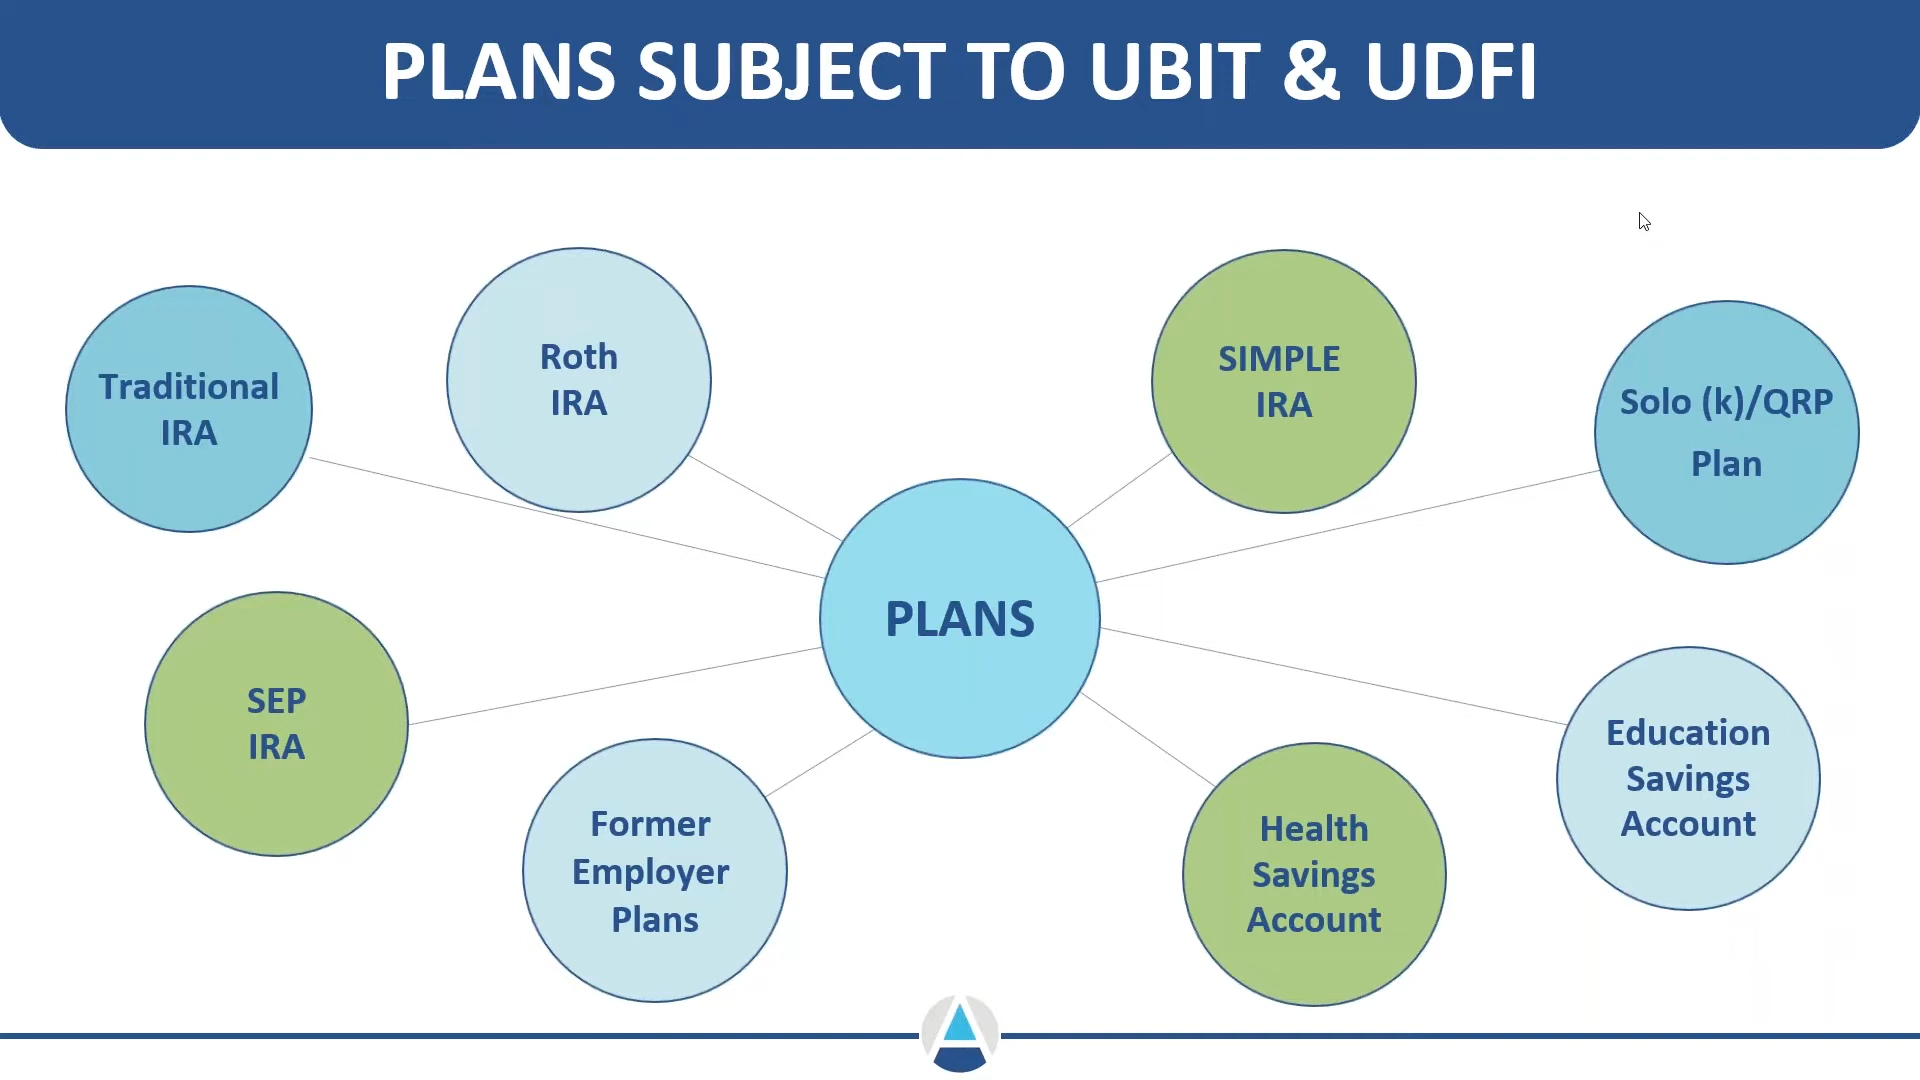 PLANS SUBJECT TO UBIT & UDFI
Traditional
IRA
Roth
IRA
SIMPLE
IRA
Solo (k)/QRP
Plan
PLANS
SEP
IRA
Former
Employer
Plans
Health
Savings
Account
Education
Savings
Account